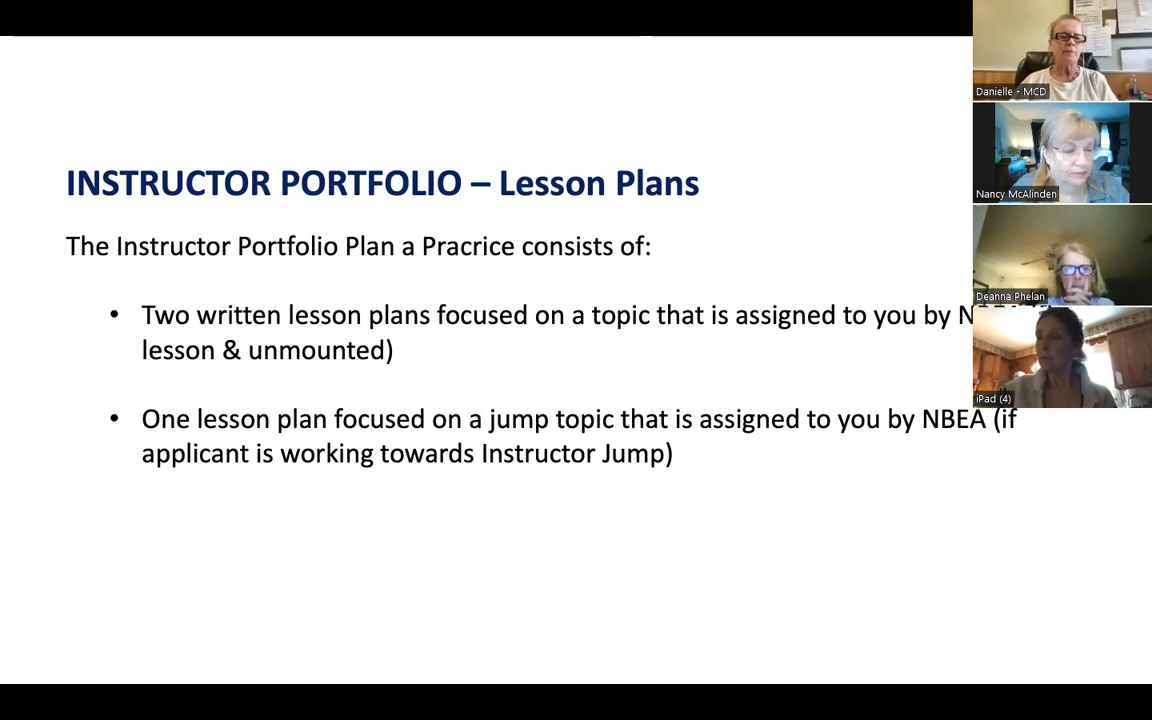 INSTRUCTOR PORTFOLIO – Lesson Plans
The Instructor Portfolio Plan a Pracrice consists of:
• Two written lesson plans focused on a topic that is assigned to you by
lesson & unmounted)
• One lesson plan focused on a jump topic that is assigned to you by NBEA (if
applicant is working towards Instructor Jump)
Danielle - MCD
Nancy McAlinden
Deanna Phelan
iPad (4)